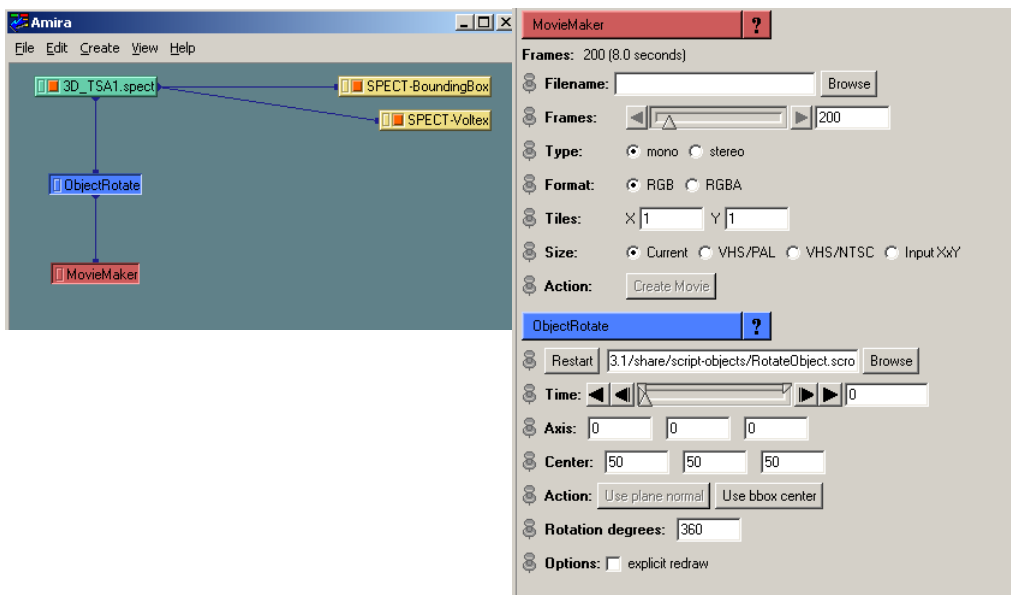 Amira
File Edit Create View Help
3D_TSA1.spect
SPECT-BoundingBox
SPECT-Voltex
ObjectRotate
MovieMaker
MovieMaker ?
Frames: 200 (8.0 seconds)
Filename: Browse
Frames: 200
Type: mono stereo
Format: RGB RGBA
Tiles: X 1 Y 1
Size: Current VHS/PAL VHS/NTSC Input XxY
Action: Create Movie
ObjectRotate ?
Restart 3.1/share/script-objects/RotateObject.scro Browse
Time: 0
Axis: 0 0 0
Center: 50 50 50
Action: Use plane normal Use bbox center
Rotation degrees: 360
Options: explicit redraw